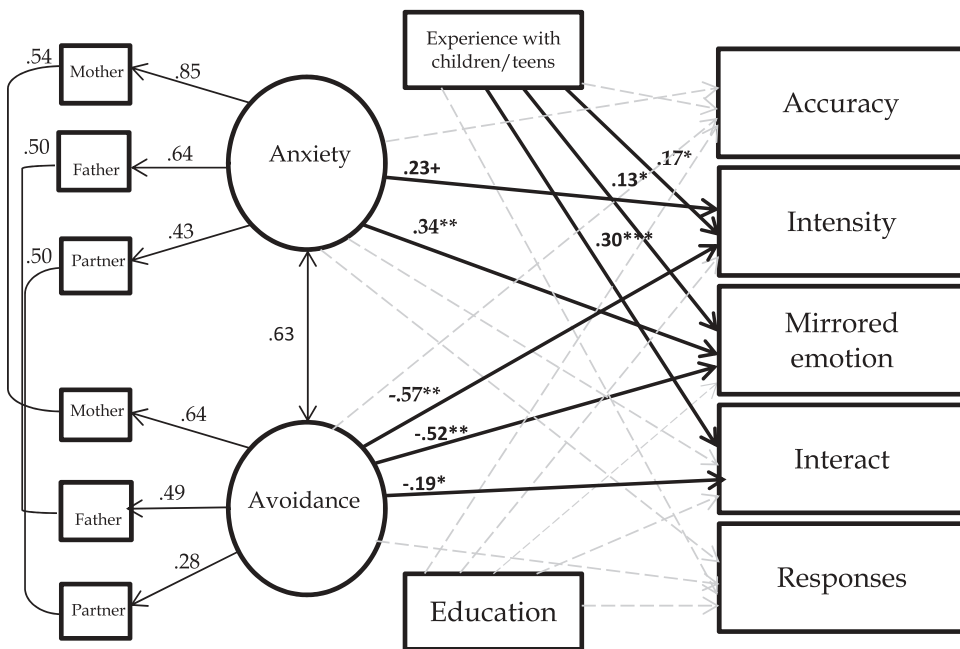 .54
Mother
.85
Experience with
children/teens
Accuracy
.50
Father
.64
Anxiety
.23+
.17*
.13*
Intensity
.50
Partner
.43
.34**
.30***
.63
Mirrored
emotion
Mother
.64
-.57**
-.52**
Interact
Father
.49
Avoidance
-.19*
Partner
.28
Education
Responses